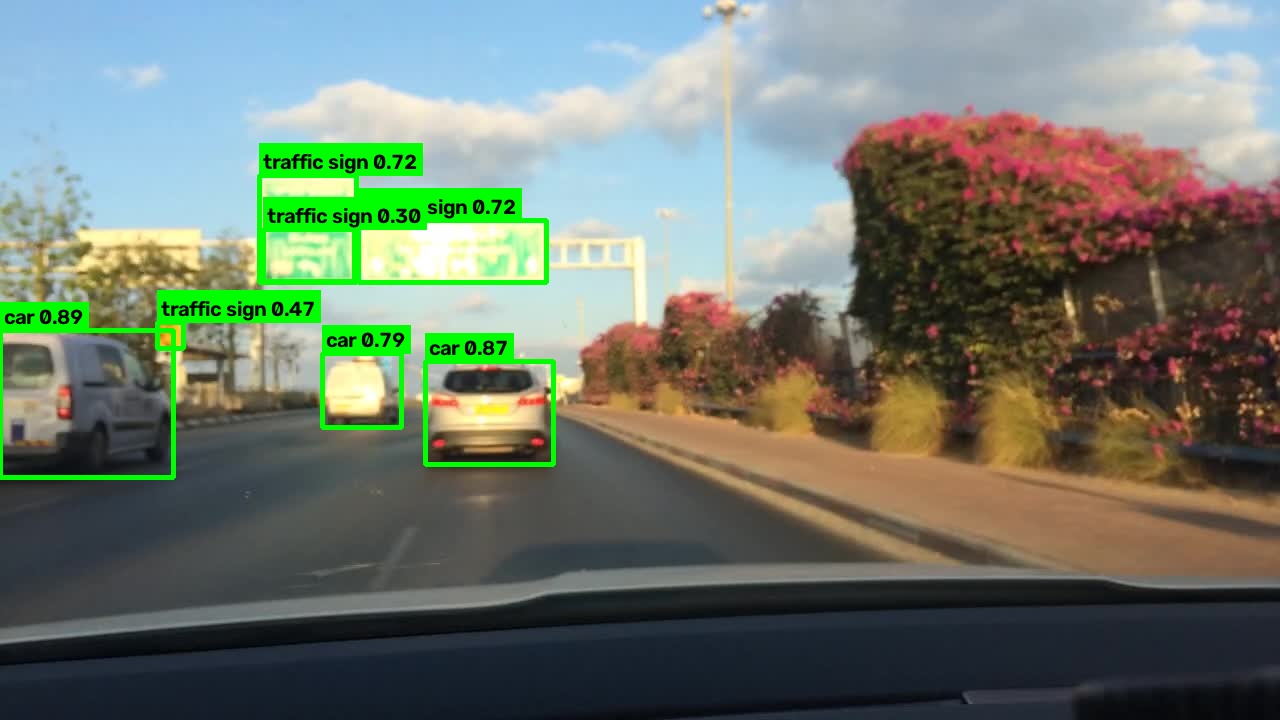 traffic sign 0.72
sign 0.72
traffic sign 0.30
traffic sign 0.47
car 0.89
car 0.79
car 0.87